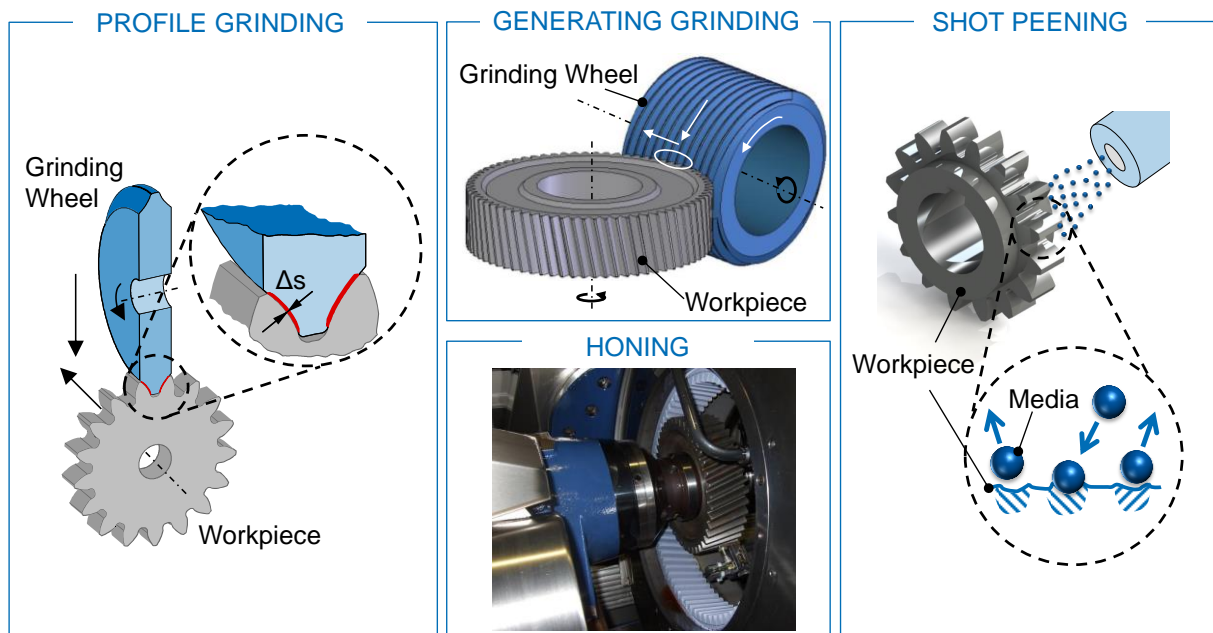 PROFILE GRINDING
Grinding
Wheel
Δs
Workpiece
GENERATING GRINDING
Grinding Wheel
Workpiece
HONING
SHOT PEENING
Workpiece
Media